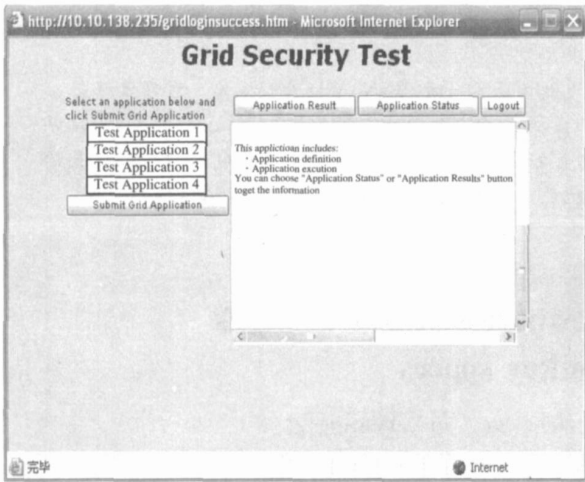 http://10.10.138.235/gridloginsuccess.htm - Microsoft Internet Explorer
Grid Security Test
Select an application below and
click Submit Grid Application
Test Application 1
Test Application 2
Test Application 3
Test Application 4
Submit Grid Application
Application Result
Application Status
Logout
This applictioan includes:
· Application definition
· Application excution
You can choose "Application Status" or "Application Results" button
toget the information
完毕
Internet